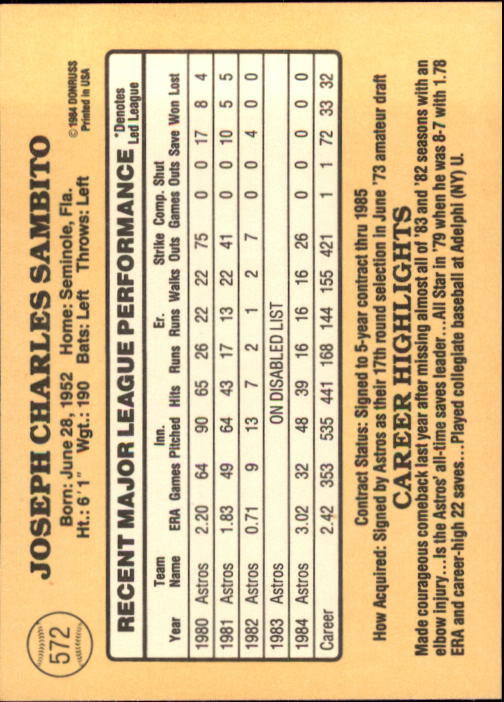 572
JOSEPH CHARLES SAMBITO
Born: June 28, 1952 Home: Seminole, Fla.
Ht.: 6'1" Wgt.: 190 Bats: Left Throws: Left
© 1984 DONRUSS
Printed in USA
RECENT MAJOR LEAGUE PERFORMANCE
*Denotes
Led League
Year Team Name ERA Games Inn. Pitched Hits Runs Er. Runs Walks Strike Outs Comp. Games Shut Outs Save Won Lost
1980 Astros 2.20 64 90 65 26 22 22 75 0 0 17 8 4
1981 Astros 1.83 49 64 43 17 13 22 41 0 0 10 5 5
1982 Astros 0.71 9 13 7 2 1 2 7 0 0 4 0 0
1983 Astros ON DISABLED LIST
1984 Astros 3.02 32 48 39 16 16 16 26 0 0 0 0 0
Career 2.42 353 535 441 168 144 155 421 1 1 72 33 32
Contract Status: Signed to 5-year contract thru 1985
How Acquired: Signed by Astros as their 17th round selection in June '73 amateur draft
CAREER HIGHLIGHTS
Made courageous comeback last year after missing almost all of '83 and '82 seasons with an
elbow injury...Is the Astros' all-time saves leader...All Star in '79 when he was 8-7 with 1.78
ERA and career-high 22 saves...Played collegiate baseball at Adelphi (NY) U.